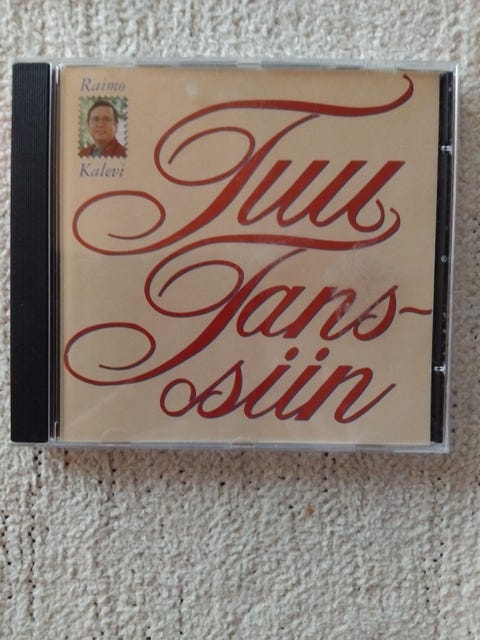 Raimo
Kalevi
Tuu
Tans-
siin